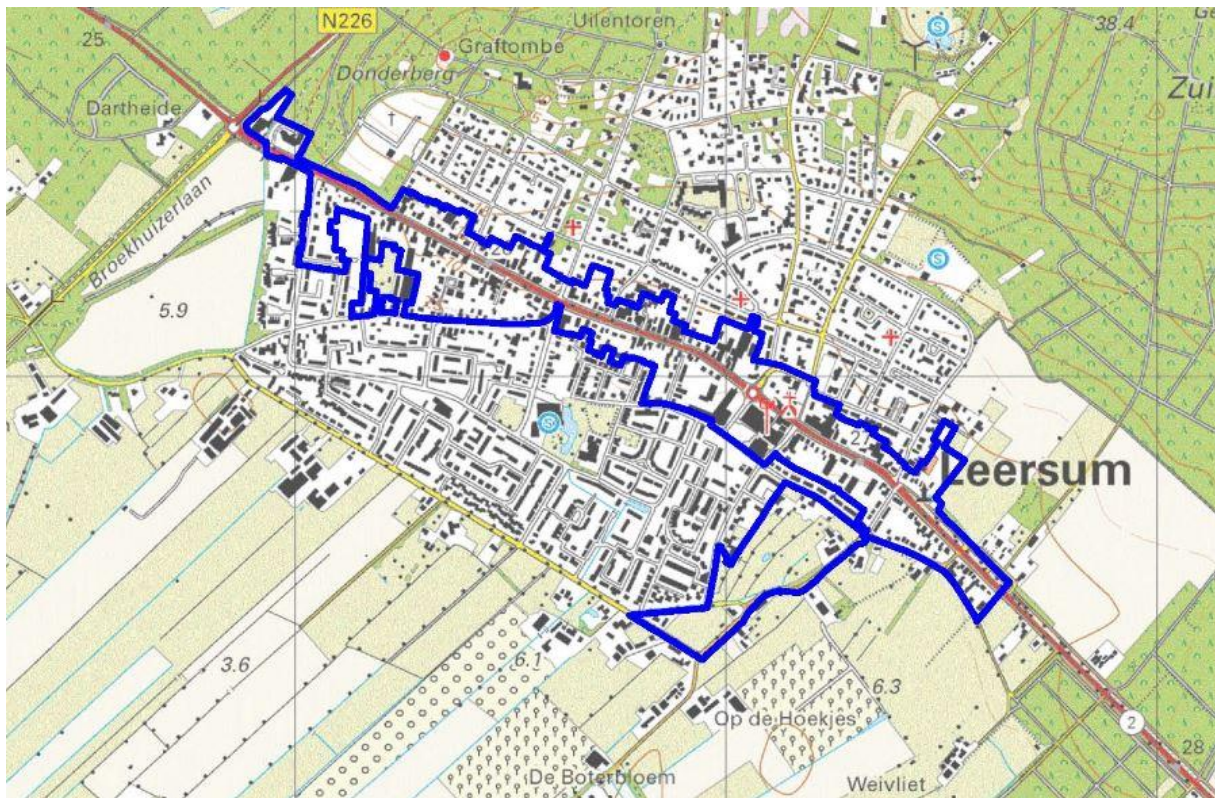 N226
25
Uilentoren
38.4
Graftombe
Donderberg
Zui
Dartheide
Broekhuizerlaan
5.9
S
S
S
27
Leersum
3.6
6.1
6.3
Op de Hoekjes
2
28
De Boterbloem
Weivliet